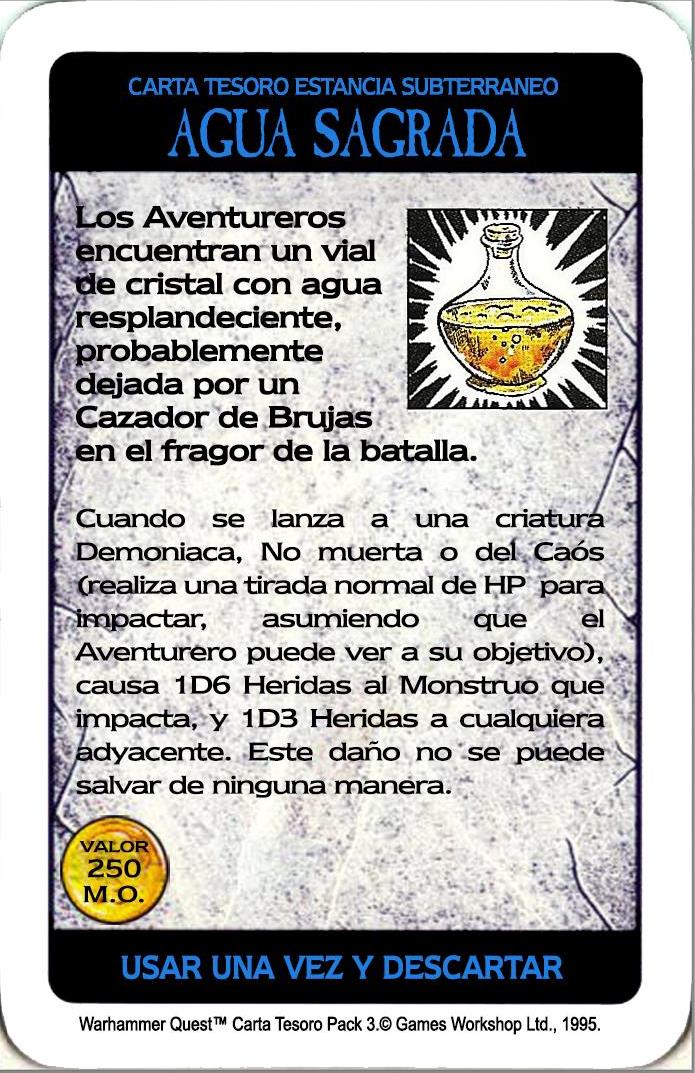 CARTA TESORO ESTANCIA SUBTERRANEO
AGUA SAGRADA
Los Aventureros
encuentran un vial
de cristal con agua
resplandeciente,
probablemente
dejada por un
Cazador de Brujas
en el fragor de la batalla.
Cuando se lanza a una criatura
Demoniaca, No muerta o del Caós
(realiza una tirada normal de HP para
impactar, asumiendo que el
Aventurero puede ver a su objetivo),
causa 1D6 Heridas al Monstruo que
impacta, y 1D3 Heridas a cualquiera
adyacente. Este daño no se puede
salvar de ninguna manera.
VALOR
250
M.O.
USAR UNA VEZ Y DESCARTAR
Warhammer Quest™ Carta Tesoro Pack 3.© Games Workshop Ltd., 1995.